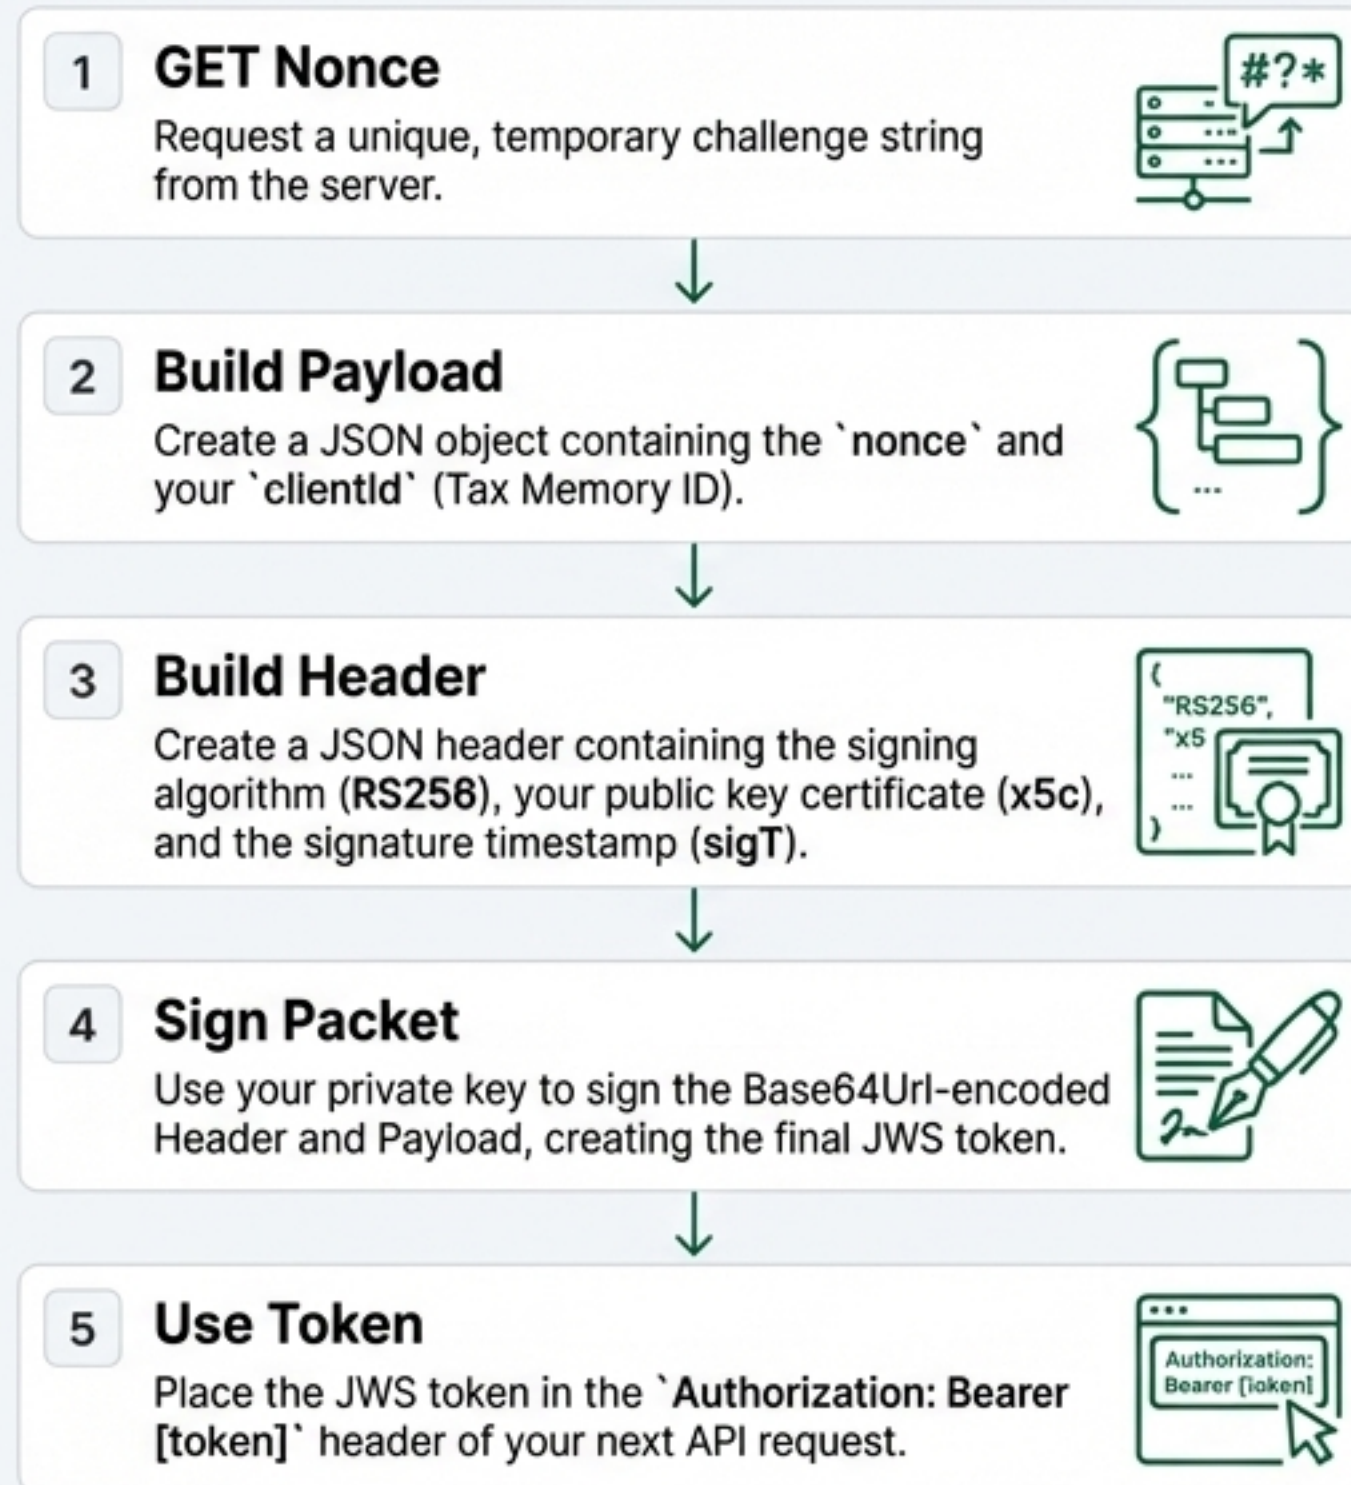 1
GET Nonce
Request a unique, temporary challenge string
from the server.
#?*
2
Build Payload
Create a JSON object containing the `nonce` and
your `clientId` (Tax Memory ID).
...
3
Build Header
Create a JSON header containing the signing
algorithm (RS256), your public key certificate (x5c),
and the signature timestamp (sigT).
(
"RS256",
"x5
...
...
)
4
Sign Packet
Use your private key to sign the Base64Url-encoded
Header and Payload, creating the final JWS token.
5
Use Token
Place the JWS token in the `Authorization: Bearer
[token]` header of your next API request.
Authorization:
Bearer [token]